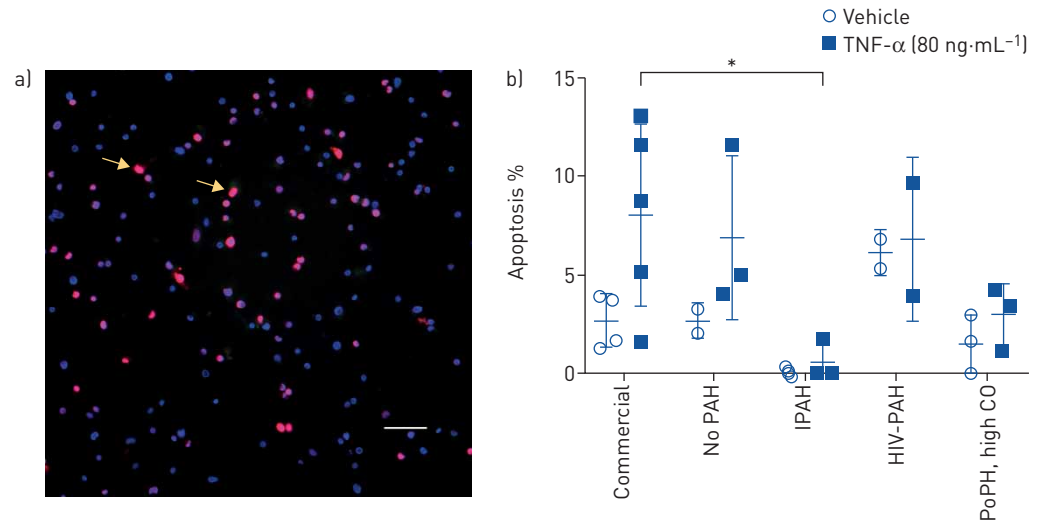 Vehicle
TNF-α (80 ng·mL⁻¹)
a)
b)
*
15
10
5
0
Apoptosis %
Commercial
No PAH
IPAH
HIV-PAH
PoPH, high CO